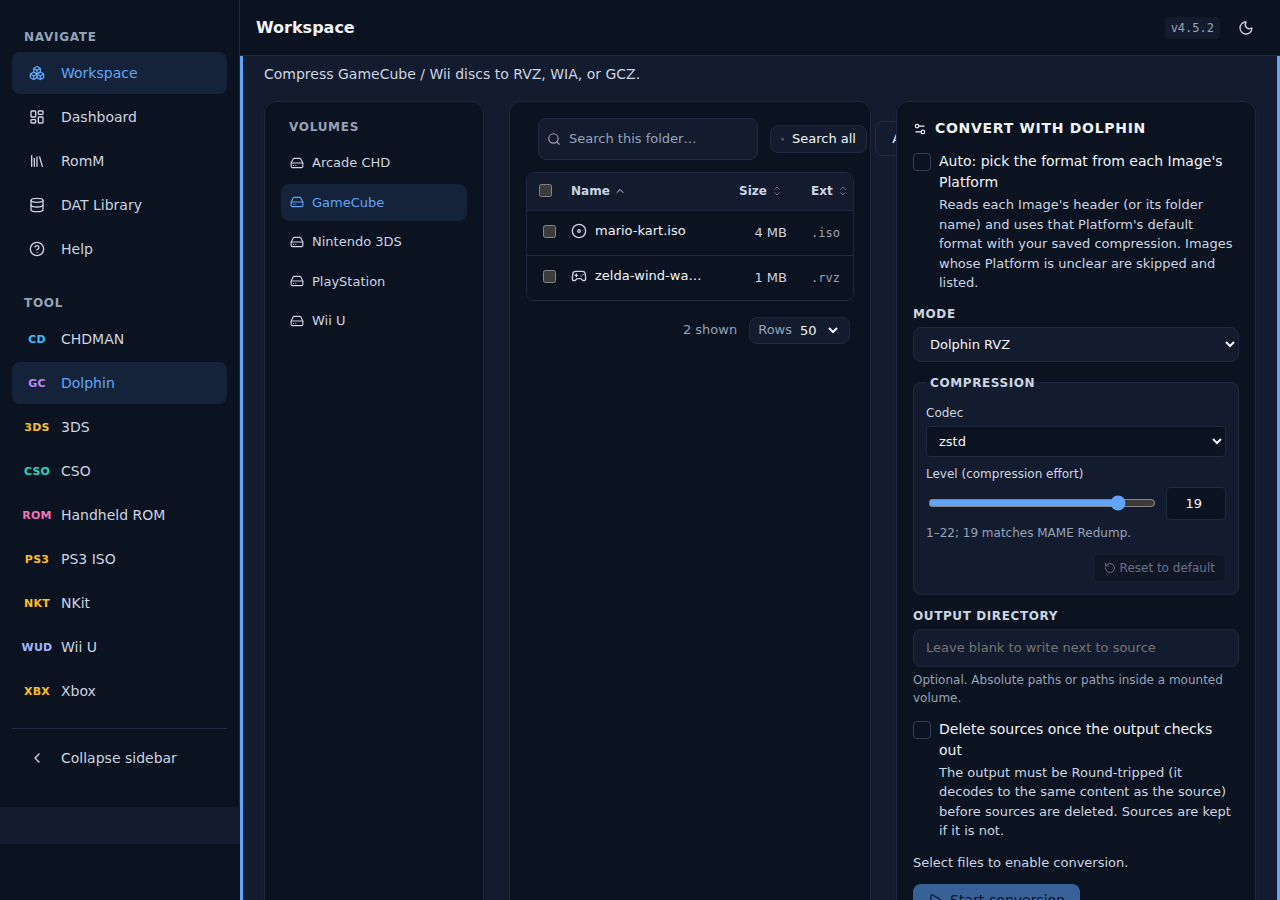 NAVIGATE
Workspace
Dashboard
RomM
DAT Library
Help
TOOL
CD CHDMAN
GC Dolphin
3DS 3DS
CSO CSO
ROM Handheld ROM
PS3 PS3 ISO
NKT NKit
WUD Wii U
XBX Xbox
Collapse sidebar
Workspace
v4.5.2
Compress GameCube / Wii discs to RVZ, WIA, or GCZ.
VOLUMES
Arcade CHD
GameCube
Nintendo 3DS
PlayStation
Wii U
Search this folder…
Search all
Name Size Ext
mario-kart.iso 4 MB .iso
zelda-wind-wa… 1 MB .rvz
2 shown Rows 50
CONVERT WITH DOLPHIN
Auto: pick the format from each Image's
Platform
Reads each Image's header (or its folder
name) and uses that Platform's default
format with your saved compression. Images
whose Platform is unclear are skipped and
listed.
MODE
Dolphin RVZ
COMPRESSION
Codec
zstd
Level (compression effort)
19
1–22; 19 matches MAME Redump.
Reset to default
OUTPUT DIRECTORY
Leave blank to write next to source
Optional. Absolute paths or paths inside a mounted
volume.
Delete sources once the output checks
out
The output must be Round-tripped (it
decodes to the same content as the source)
before sources are deleted. Sources are kept
if it is not.
Select files to enable conversion.
Start conversion